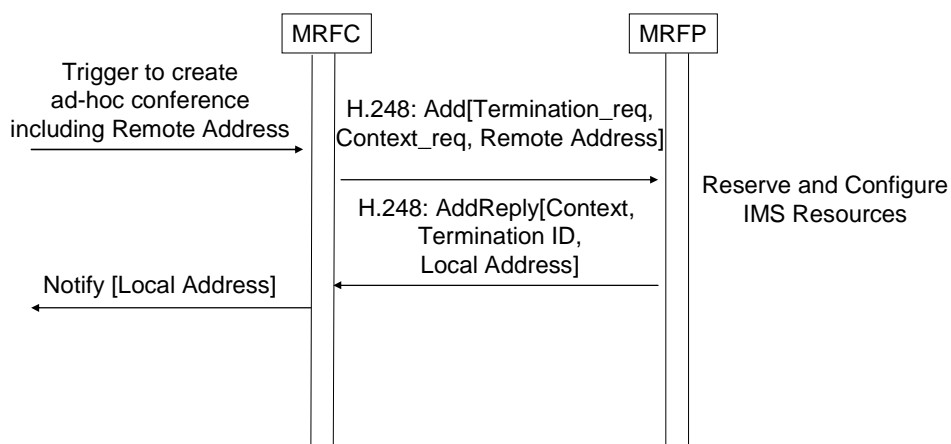 MRFC
MRFP
Trigger to create
ad-hoc conference
including Remote Address
H.248: Add[Termination_req,
Context_req, Remote Address]
Reserve and Configure
IMS Resources
H.248: AddReply[Context,
Termination ID,
Local Address]
Notify [Local Address]